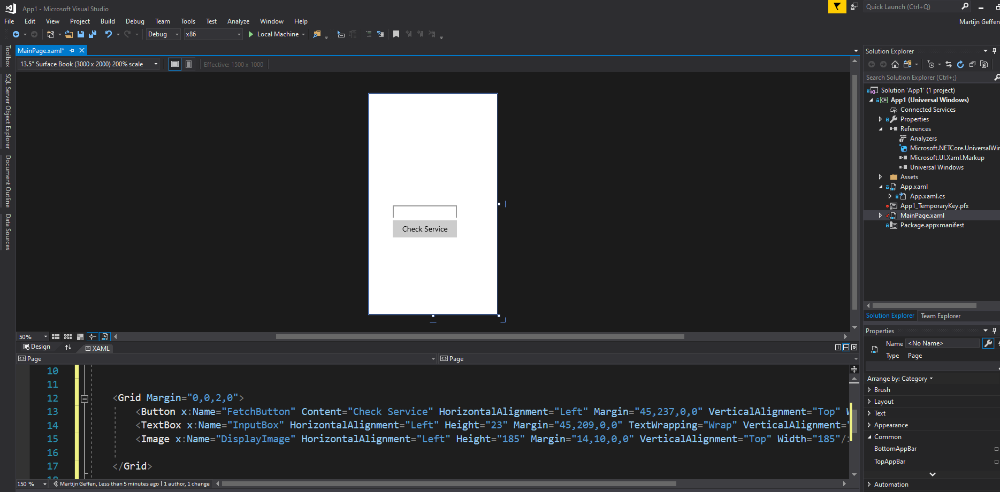 App1 - Microsoft Visual Studio
Quick Launch (Ctrl+Q)
File Edit View Project Build Debug Team Tools Test Analyze Window Help
Martijn Geffen
Debug x86 Local Machine
Toolbox
SQL Server Object Explorer
Document Outline
Data Sources
MainPage.xaml*
13.5" Surface Book (3000 x 2000) 200% scale
Effective: 1500 x 1000
Check Service
50%
Design
XAML
Page
Page
10
11
12 <Grid Margin="0,0,2,0">
13 <Button x:Name="FetchButton" Content="Check Service" HorizontalAlignment="Left" Margin="45,237,0,0" VerticalAlignment="Top"
14 <TextBox x:Name="InputBox" HorizontalAlignment="Left" Height="23" Margin="45,209,0,0" TextWrapping="Wrap" VerticalAlignment="
15 <Image x:Name="DisplayImage" HorizontalAlignment="Left" Height="185" Margin="14,10,0,0" VerticalAlignment="Top" Width="185"/>
16
17 </Grid>
18
150 %
Martijn Geffen, Less than 5 minutes ago | 1 author, 1 change
Solution Explorer
Search Solution Explorer (Ctrl+;)
Solution 'App1' (1 project)
C# App1 (Universal Windows)
Connected Services
Properties
References
Analyzers
Microsoft.NETCore.UniversalWin
Microsoft.UI.Xaml.Markup
Universal Windows
Assets
App.xaml
App.xaml.cs
App1_TemporaryKey.pfx
MainPage.xaml
Package.appxmanifest
Solution Explorer
Team Explorer
Properties
Name <No Name>
Type Page
Arrange by: Category
Brush
Layout
Text
Appearance
Common
BottomAppBar
TopAppBar
Automation